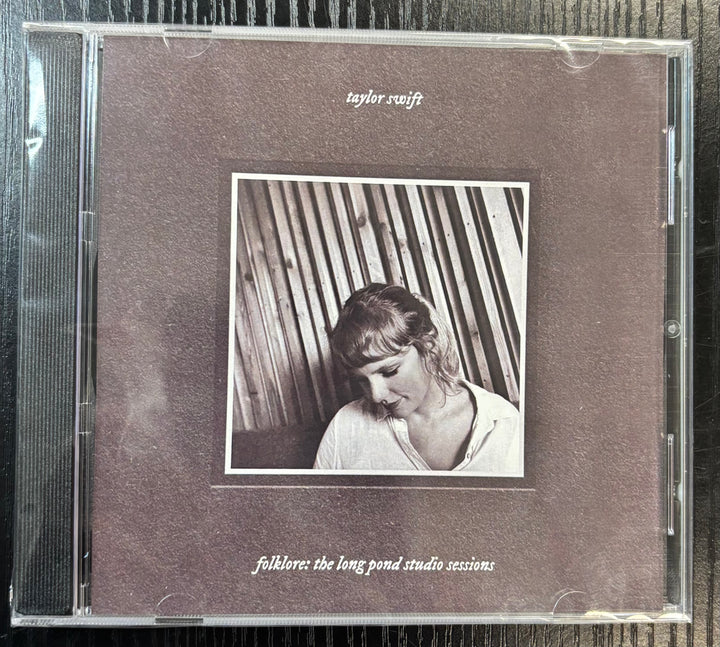 taylor swift
folklore: the long pond studio sessions